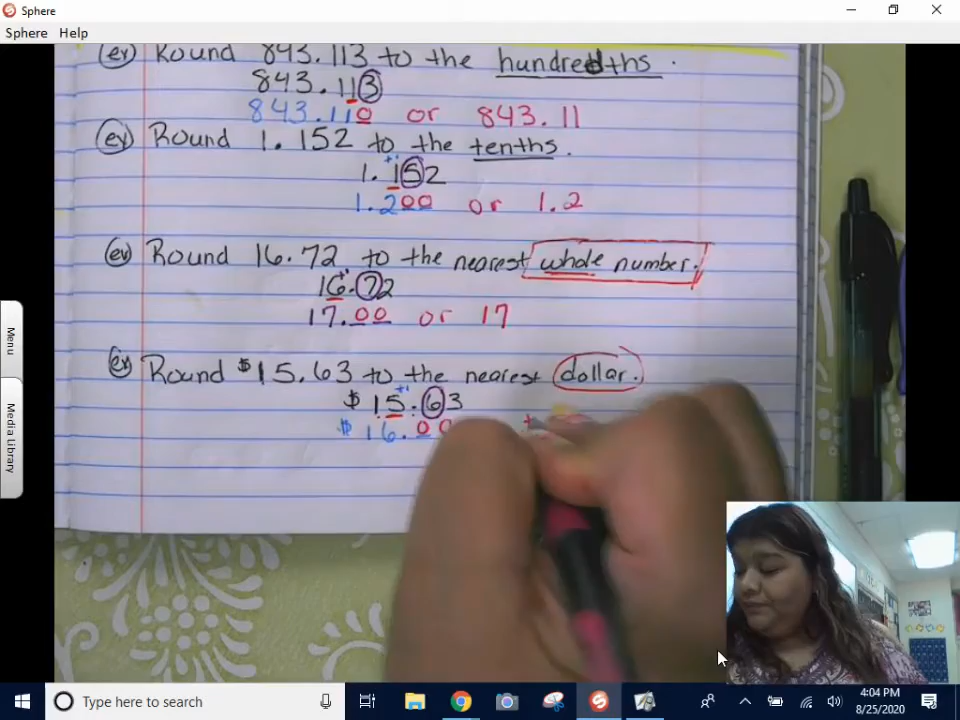 Sphere
Sphere Help
(ex) Round 843.113 to the hundredths.
843.113
843.110 or 843.11
(ex) Round 1.152 to the tenths.
+1
1.152
1.200 or 1.2
(ex) Round 16.72 to the nearest whole number.
+1
16.72
17.00 or 17
(ex) Round $15.63 to the nearest dollar.
+1
$15.63
$16.00
Menu
Media Library
Type here to search
4:04 PM
8/25/2020